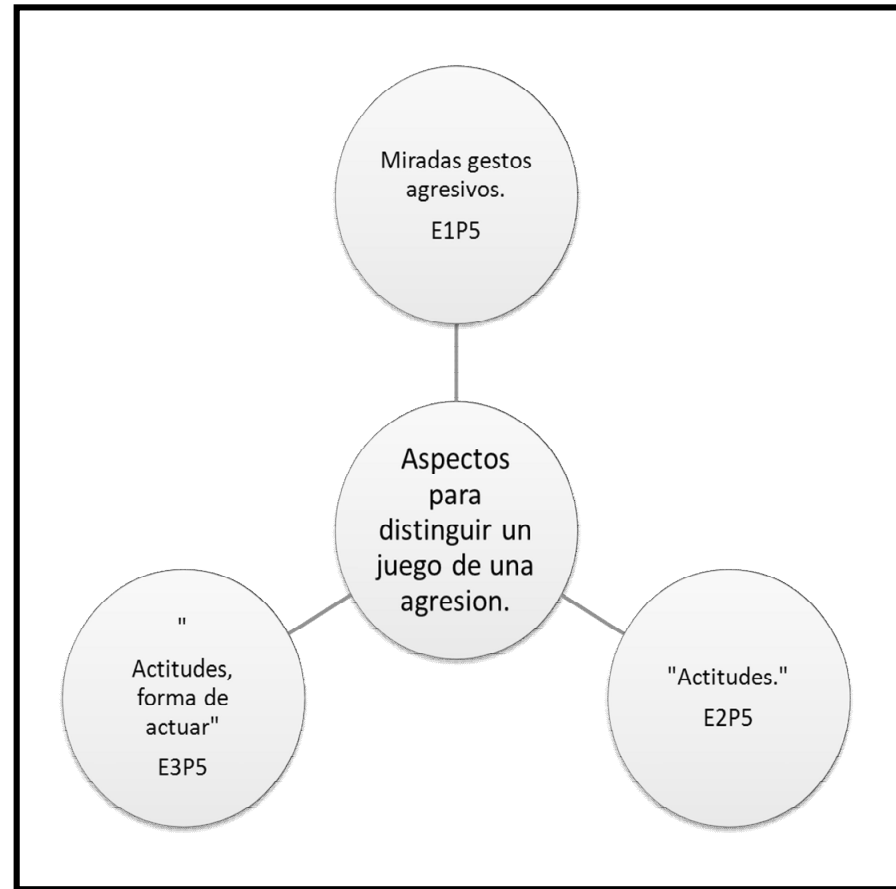 Miradas gestos
agresivos.
E1P5
Aspectos
para
distinguir un
juego de una
agresion.
"
Actitudes,
forma de
actuar"
E3P5
"Actitudes."
E2P5